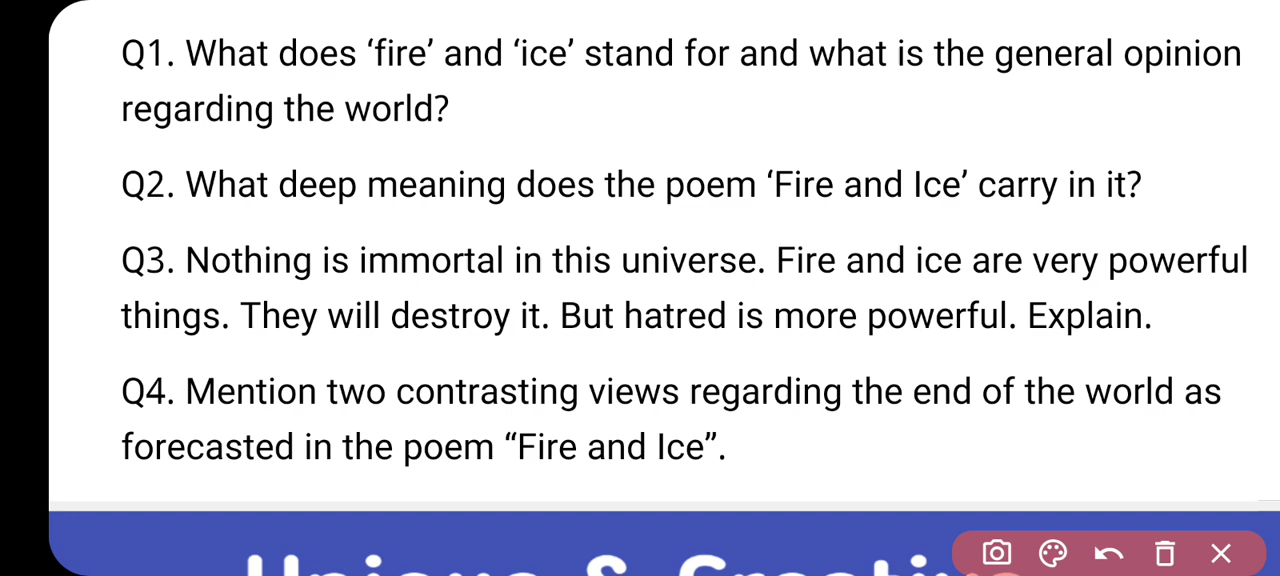 Q1. What does ‘fire’ and ‘ice’ stand for and what is the general opinion
regarding the world?
Q2. What deep meaning does the poem ‘Fire and Ice’ carry in it?
Q3. Nothing is immortal in this universe. Fire and ice are very powerful
things. They will destroy it. But hatred is more powerful. Explain.
Q4. Mention two contrasting views regarding the end of the world as
forecasted in the poem “Fire and Ice”.